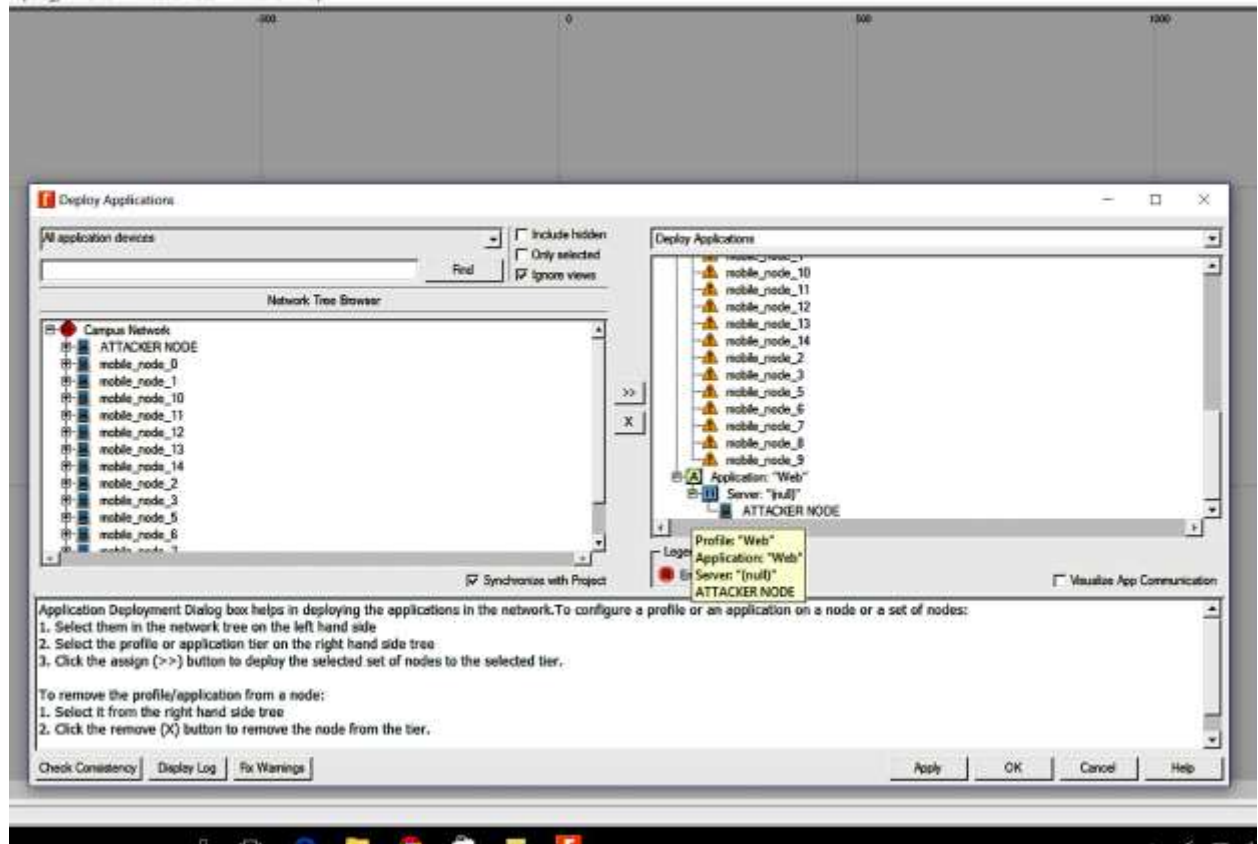 -500
0
500
1000
Deploy Applications
All application devices
Include hidden
Only selected
Find
Ignore views
Network Tree Browser
Campus Network
ATTACKER NODE
mobile_node_0
mobile_node_1
mobile_node_10
mobile_node_11
mobile_node_12
mobile_node_13
mobile_node_14
mobile_node_2
mobile_node_3
mobile_node_5
mobile_node_6
>>
X
Synchronize with Project
Deploy Applications
mobile_node_10
mobile_node_11
mobile_node_12
mobile_node_13
mobile_node_14
mobile_node_2
mobile_node_3
mobile_node_5
mobile_node_6
mobile_node_7
mobile_node_8
mobile_node_9
Application: "Web"
Server: "(null)"
ATTACKER NODE
Profile: "Web"
Application: "Web"
Server: "(null)"
ATTACKER NODE
Visualize App Communication
Application Deployment Dialog box helps in deploying the applications in the network.To configure a profile or an application on a node or a set of nodes:
1. Select them in the network tree on the left hand side
2. Select the profile or application tier on the right hand side tree
3. Click the assign (>>) button to deploy the selected set of nodes to the selected tier.
To remove the profile/application from a node:
1. Select it from the right hand side tree
2. Click the remove (X) button to remove the node from the tier.
Check Consistency
Display Log
Fix Warnings
Apply
OK
Cancel
Help